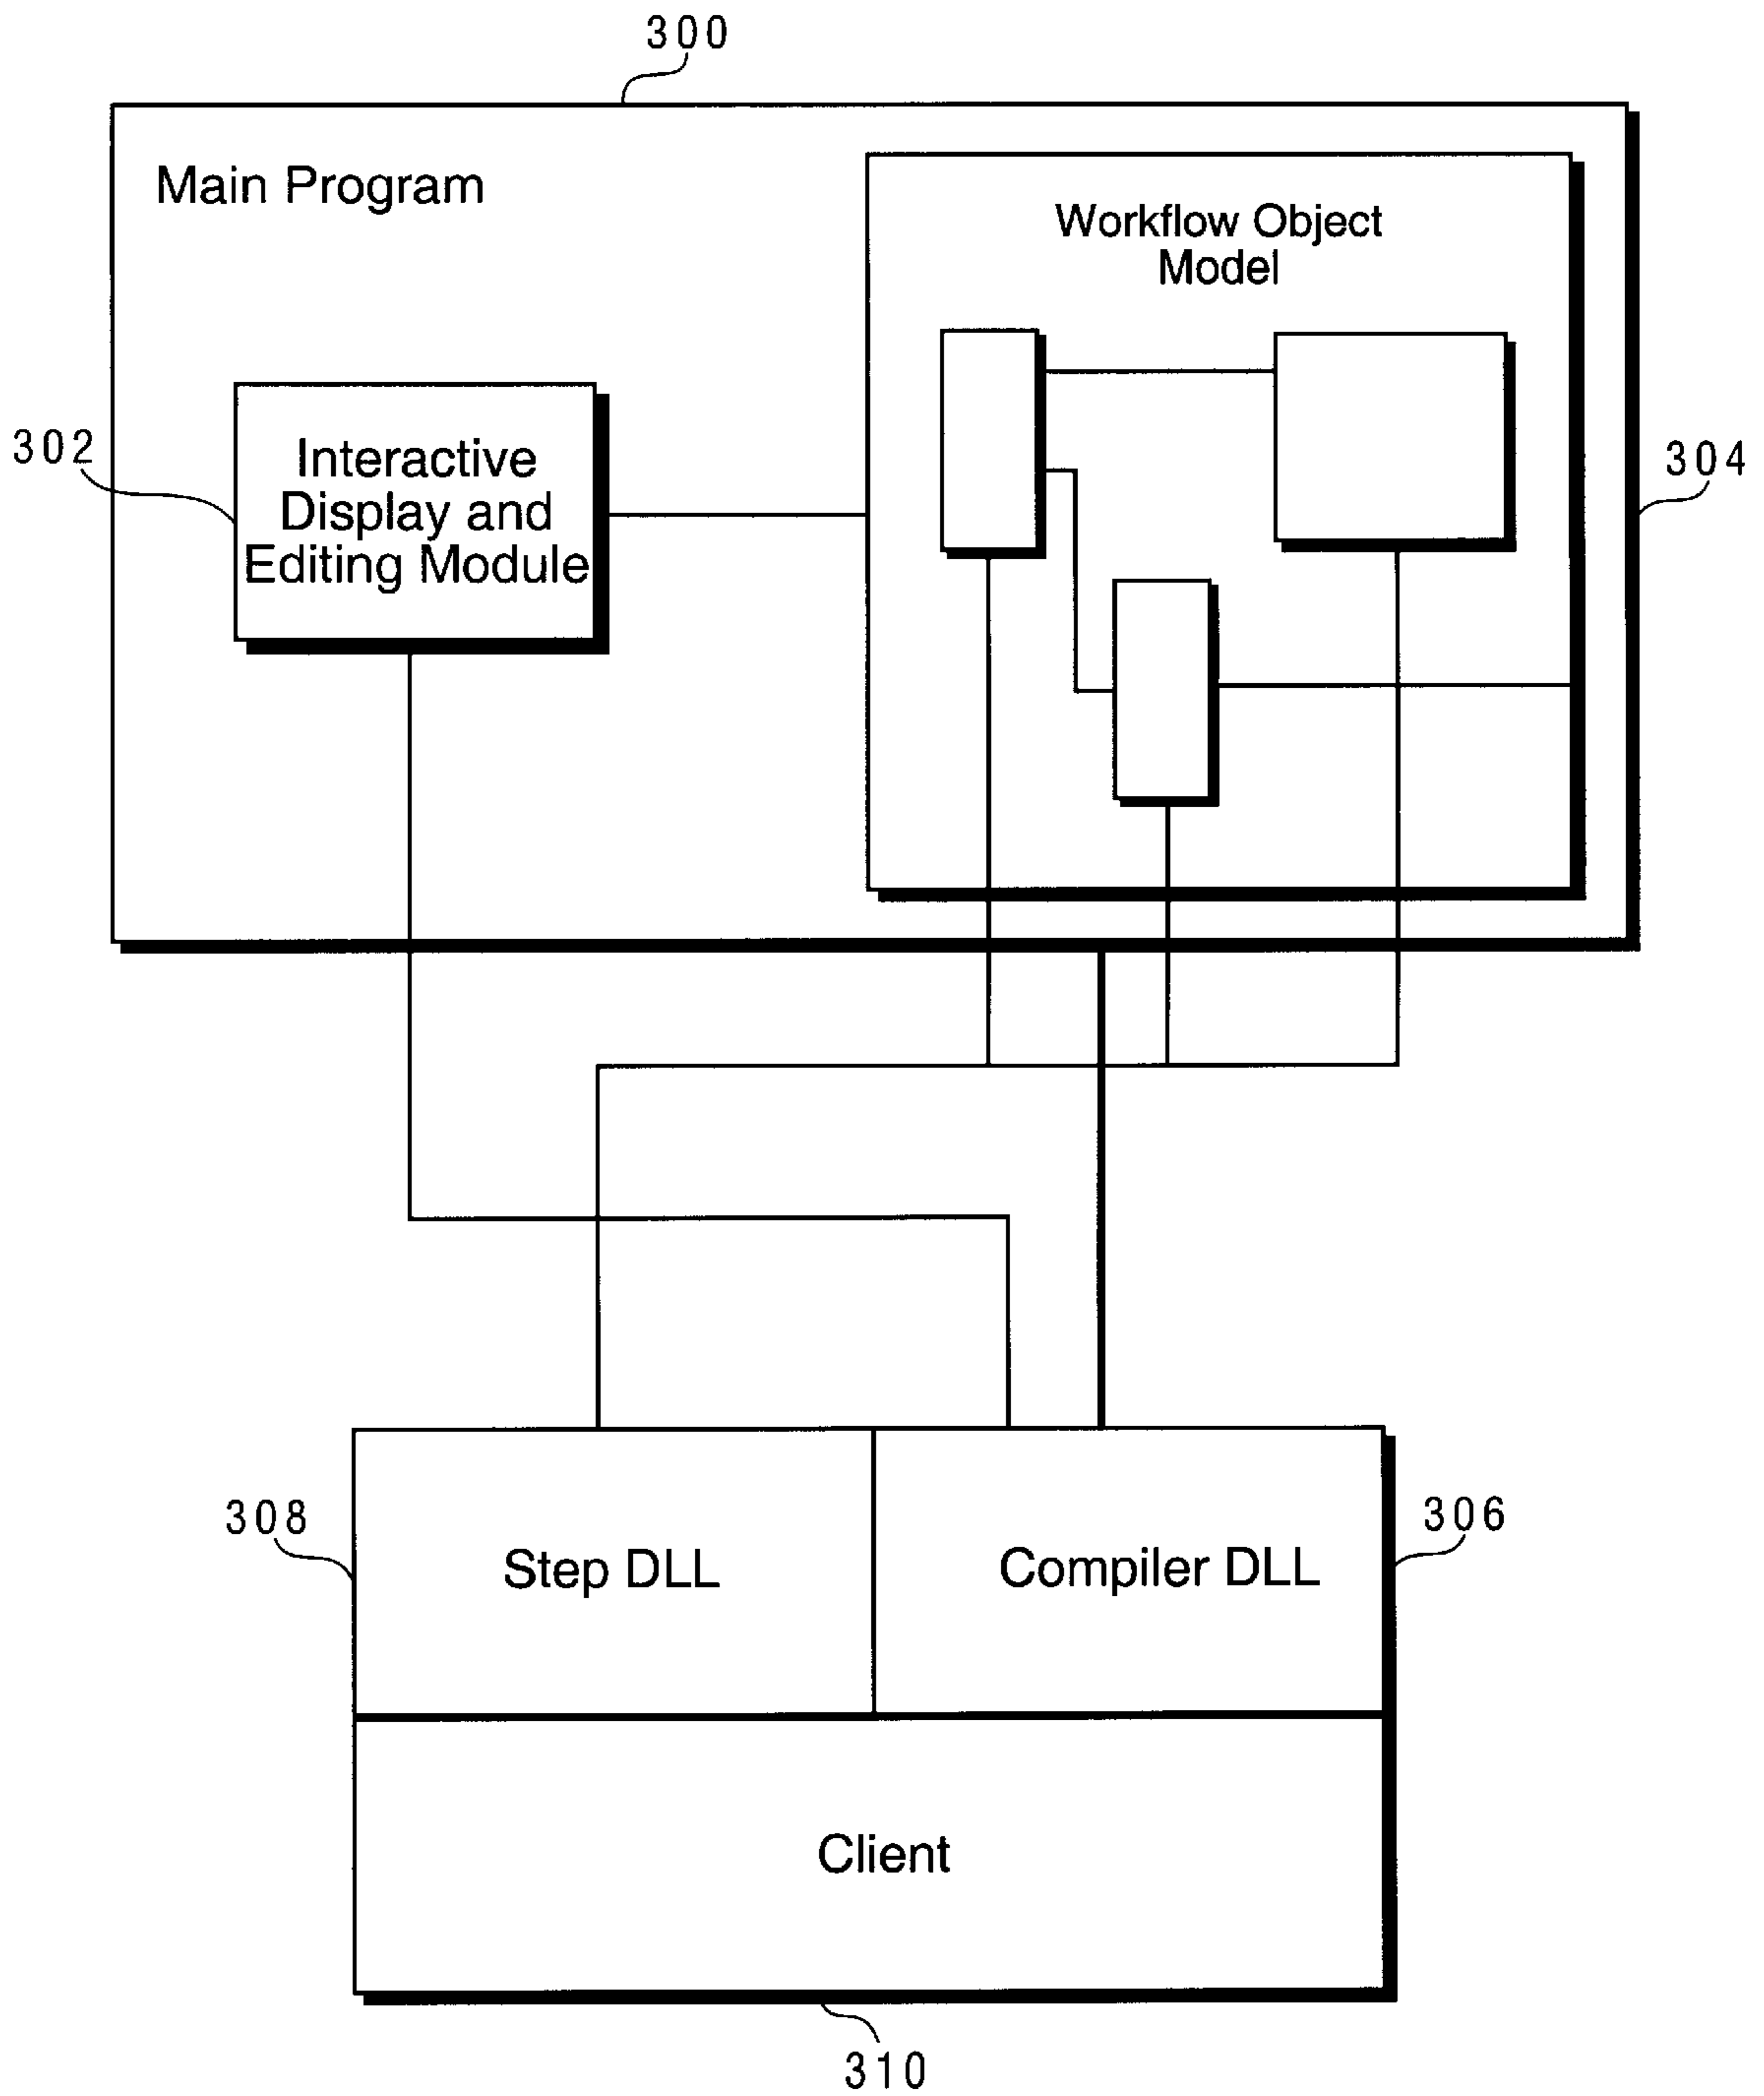 300
Main Program
Workflow Object
Model
302
Interactive
Display and
Editing Module
304
308
Step DLL
Compiler DLL
306
Client
310